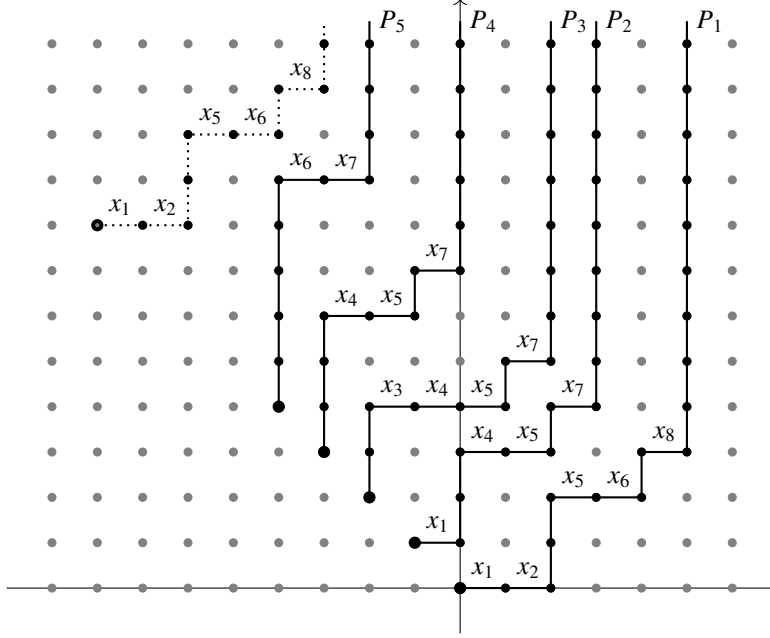 P₅ P₄ P₃ P₂ P₁
x₈
x₅ x₆
x₆ x₇
x₁ x₂
x₇
x₄ x₅
x₇
x₃ x₄ x₅ x₇
x₄ x₅ x₈
x₅ x₆
x₁
x₁ x₂